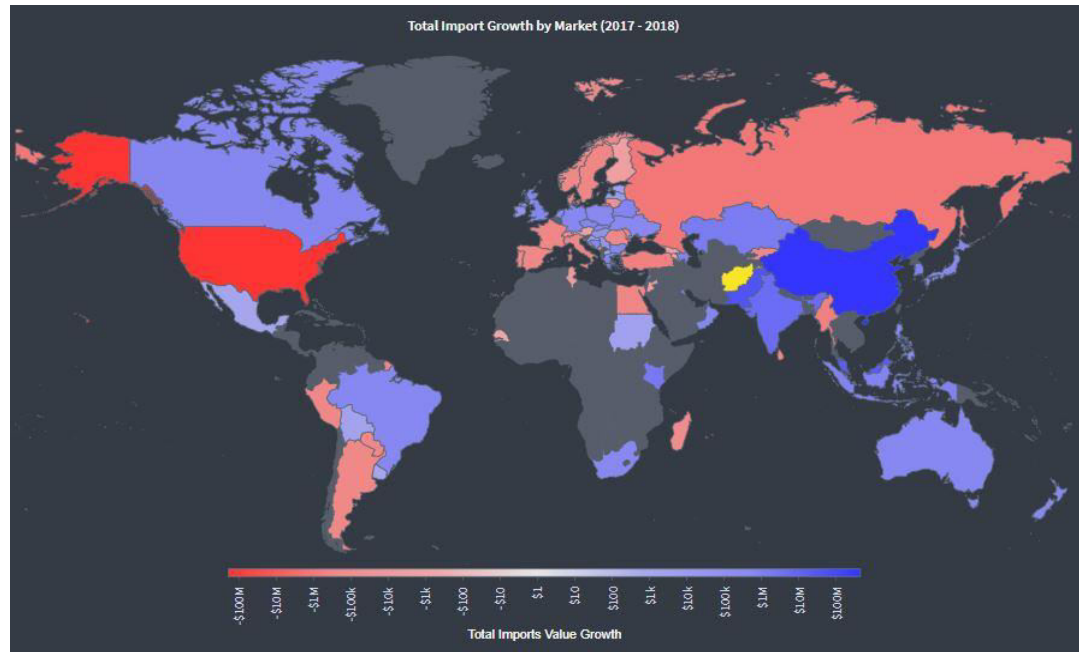 Total Import Growth by Market (2017 - 2018)
-$100M
-$10M
-$1M
-$100k
-$10k
-$1k
-$100
-$10
$1
$10
$100
$1k
$10k
$100k
$1M
$10M
$100M
Total Imports Value Growth